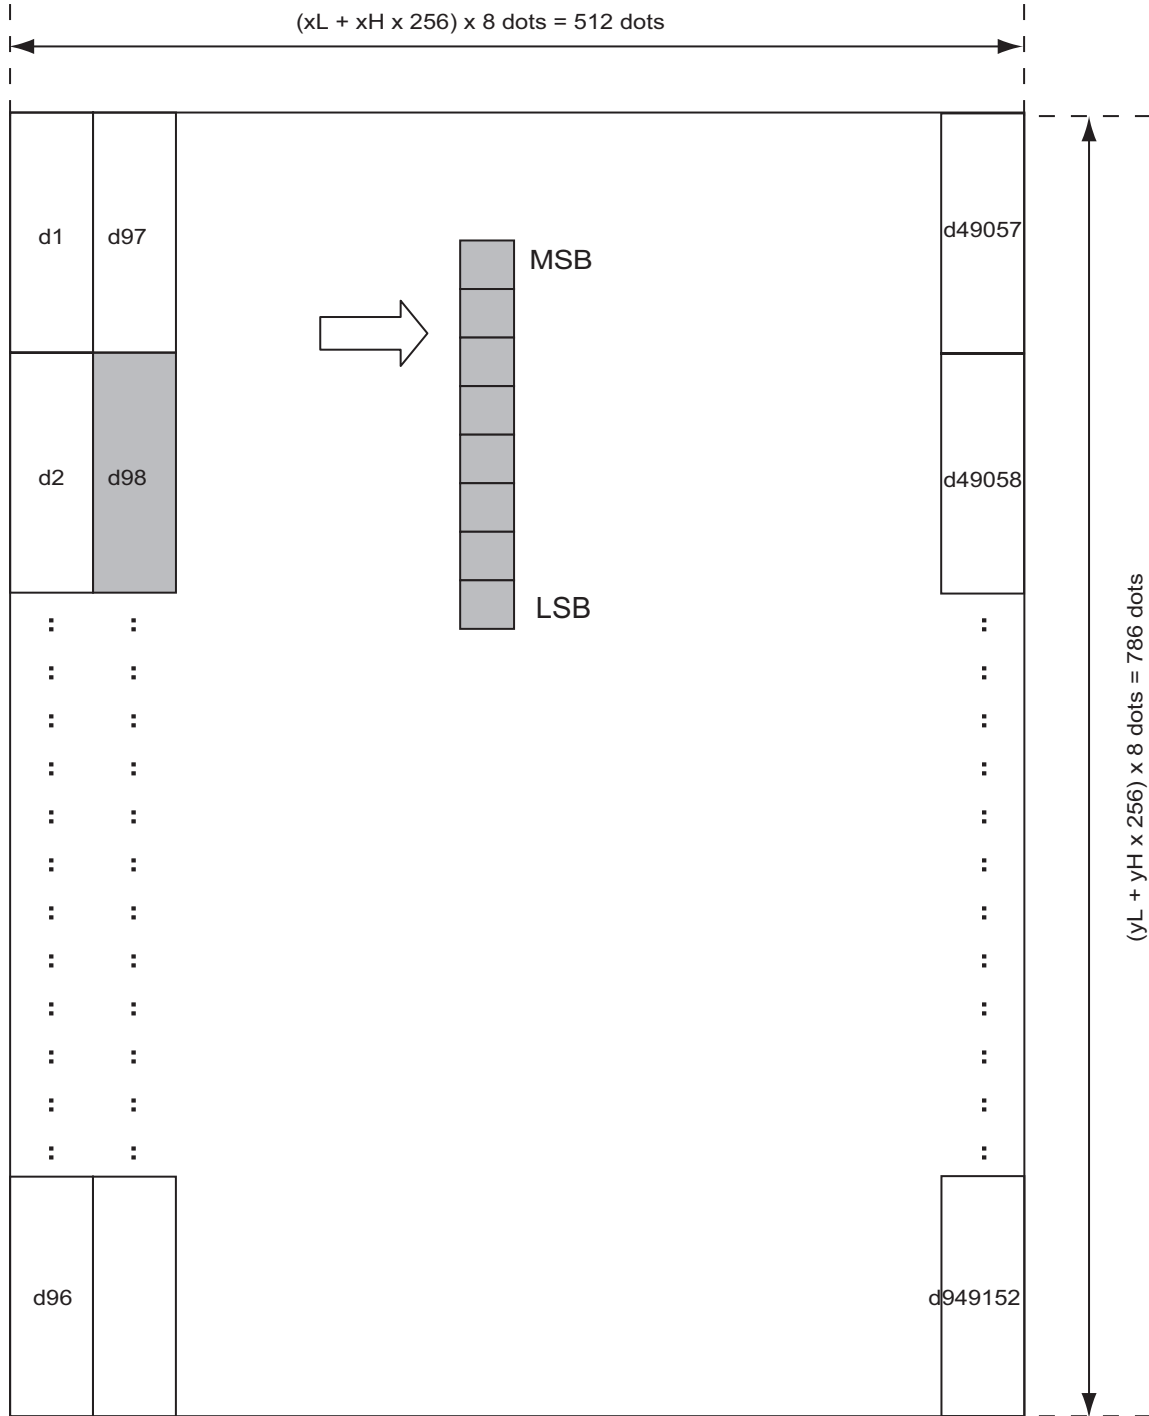 (xL + xH x 256) x 8 dots = 512 dots
d1 d97 d49057
MSB
d2 d98 d49058
LSB
: : :
: : :
: : :
: : :
: : :
: : :
: : :
: : :
: : :
: : :
: : :
: : :
d96 d949152
(yL + yH x 256) x 8 dots = 786 dots